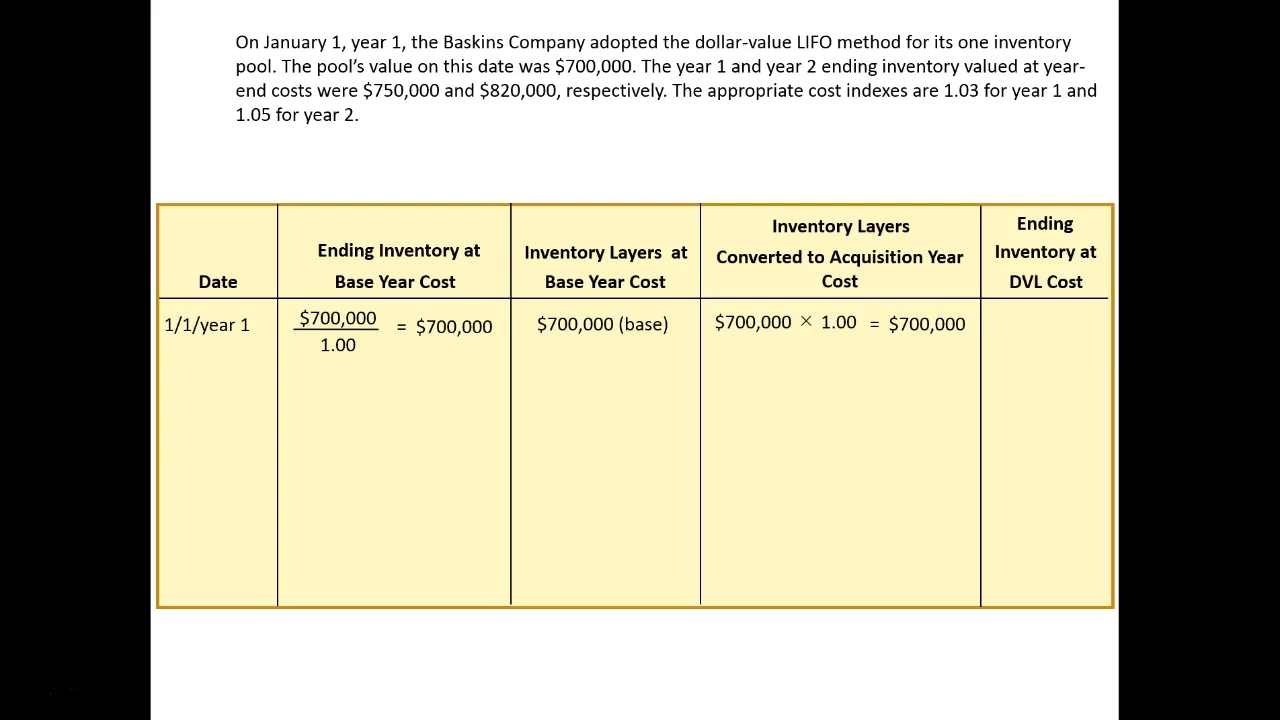 On January 1, year 1, the Baskins Company adopted the dollar-value LIFO method for its one inventory
pool. The pool’s value on this date was $700,000. The year 1 and year 2 ending inventory valued at year-
end costs were $750,000 and $820,000, respectively. The appropriate cost indexes are 1.03 for year 1 and
1.05 for year 2.
Date
Ending Inventory at
Base Year Cost
Inventory Layers at
Base Year Cost
Inventory Layers
Converted to Acquisition Year
Cost
Ending
Inventory at
DVL Cost
1/1/year 1
$700,000
1.00
= $700,000
$700,000 (base)
$700,000 × 1.00 = $700,000